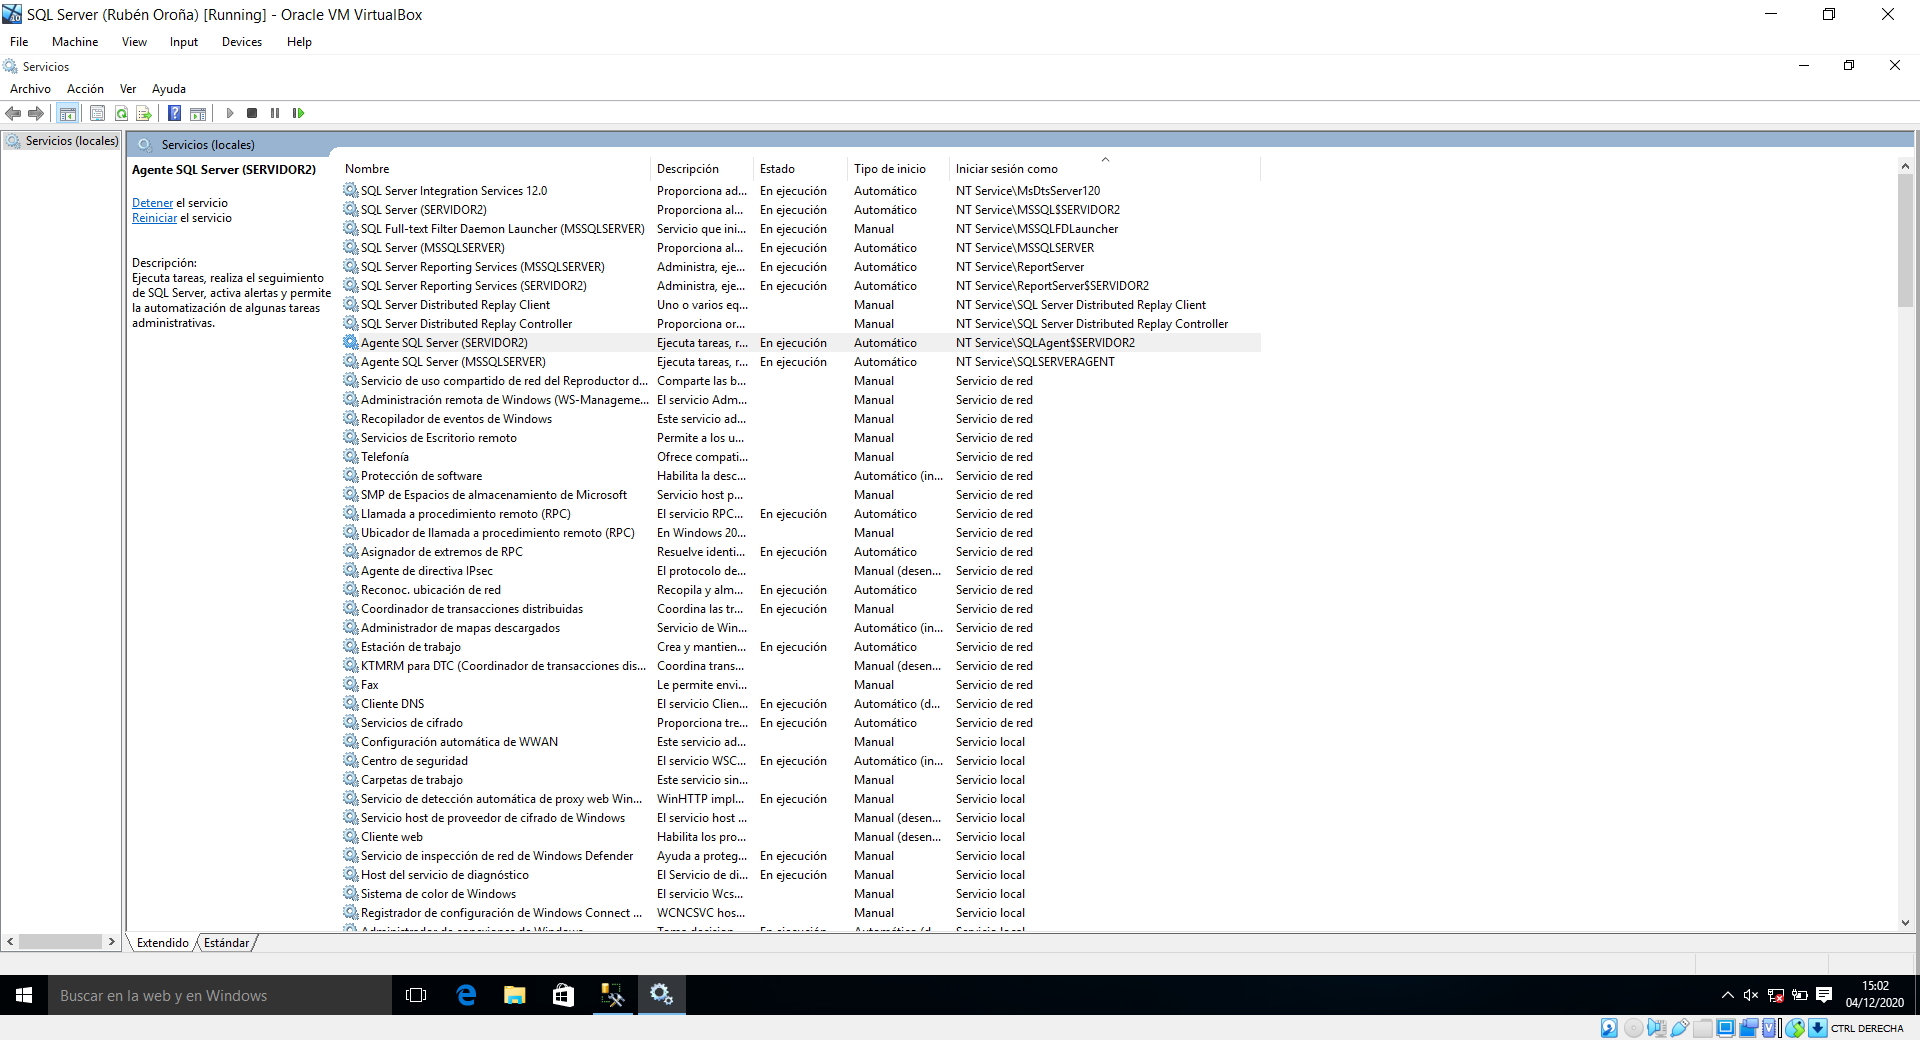 SQL Server (Rubén Oroña) [Running] - Oracle VM VirtualBox
File Machine View Input Devices Help
Servicios
Archivo Acción Ver Ayuda
Servicios (locales)
Servicios (locales)
Agente SQL Server (SERVIDOR2)
Detener el servicio
Reiniciar el servicio
Descripción:
Ejecuta tareas, realiza el seguimiento
de SQL Server, activa alertas y permite
la automatización de algunas tareas
administrativas.
Nombre Descripción Estado Tipo de inicio Iniciar sesión como
SQL Server Integration Services 12.0 Proporciona ad... En ejecución Automático NT Service\MsDtsServer120
SQL Server (SERVIDOR2) Proporciona al... En ejecución Automático NT Service\MSSQL$SERVIDOR2
SQL Full-text Filter Daemon Launcher (MSSQLSERVER) Servicio que ini... En ejecución Manual NT Service\MSSQLFDLauncher
SQL Server (MSSQLSERVER) Proporciona al... En ejecución Automático NT Service\MSSQLSERVER
SQL Server Reporting Services (MSSQLSERVER) Administra, eje... En ejecución Automático NT Service\ReportServer
SQL Server Reporting Services (SERVIDOR2) Administra, eje... En ejecución Automático NT Service\ReportServer$SERVIDOR2
SQL Server Distributed Replay Client Uno o varios eq... Manual NT Service\SQL Server Distributed Replay Client
SQL Server Distributed Replay Controller Proporciona or... Manual NT Service\SQL Server Distributed Replay Controller
Agente SQL Server (SERVIDOR2) Ejecuta tareas, r... En ejecución Automático NT Service\SQLAgent$SERVIDOR2
Agente SQL Server (MSSQLSERVER) Ejecuta tareas, r... En ejecución Automático NT Service\SQLSERVERAGENT
Servicio de uso compartido de red del Reproductor d... Comparte las b... Manual Servicio de red
Administración remota de Windows (WS-Manageme... El servicio Adm... Manual Servicio de red
Recopilador de eventos de Windows Este servicio ad... Manual Servicio de red
Servicios de Escritorio remoto Permite a los u... Manual Servicio de red
Telefonía Ofrece compati... Manual Servicio de red
Protección de software Habilita la desc... Automático (in... Servicio de red
SMP de Espacios de almacenamiento de Microsoft Servicio host p... Manual Servicio de red
Llamada a procedimiento remoto (RPC) El servicio RPC... En ejecución Automático Servicio de red
Ubicador de llamada a procedimiento remoto (RPC) En Windows 20... Manual Servicio de red
Asignador de extremos de RPC Resuelve identi... En ejecución Automático Servicio de red
Agente de directiva IPsec El protocolo de... Manual (desen... Servicio de red
Reconoc. ubicación de red Recopila y alm... En ejecución Automático Servicio de red
Coordinador de transacciones distribuidas Coordina las tr... En ejecución Manual Servicio de red
Administrador de mapas descargados Servicio de Win... Automático (in... Servicio de red
Estación de trabajo Crea y mantien... En ejecución Automático Servicio de red
KTMRM para DTC (Coordinador de transacciones dis... Coordina trans... Manual (desen... Servicio de red
Fax Le permite envi... Manual Servicio de red
Cliente DNS El servicio Clien... En ejecución Automático (d... Servicio de red
Servicios de cifrado Proporciona tre... En ejecución Automático Servicio de red
Configuración automática de WWAN Este servicio ad... Manual Servicio local
Centro de seguridad El servicio WSC... En ejecución Automático (in... Servicio local
Carpetas de trabajo Este servicio sin... Manual Servicio local
Servicio de detección automática de proxy web Win... WinHTTP impl... En ejecución Manual Servicio local
Servicio host de proveedor de cifrado de Windows El servicio host ... Manual (desen... Servicio local
Cliente web Habilita los pro... Manual (desen... Servicio local
Servicio de inspección de red de Windows Defender Ayuda a proteg... En ejecución Manual Servicio local
Host del servicio de diagnóstico El Servicio de di... En ejecución Manual Servicio local
Sistema de color de Windows El servicio Wcs... Manual Servicio local
Registrador de configuración de Windows Connect ... WCNCSVC hos... Manual Servicio local
Extendido Estándar
Buscar en la web y en Windows
15:02
04/12/2020
CTRL DERECHA